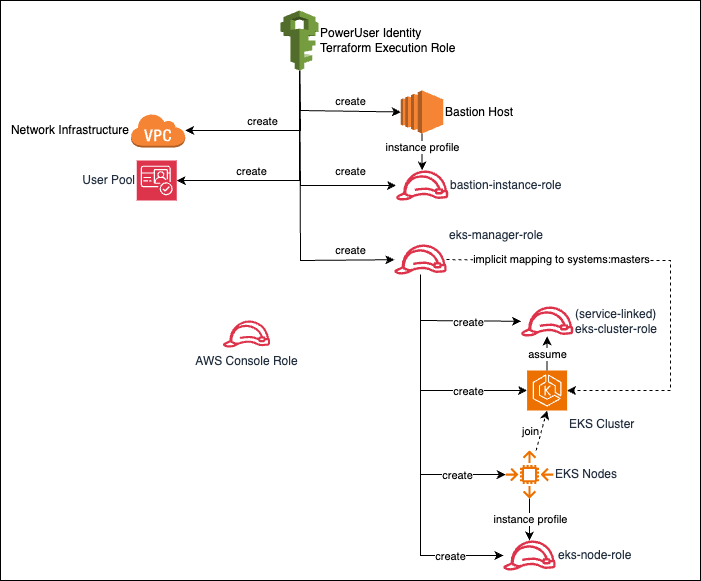 PowerUser Identity
Terraform Execution Role
create
Bastion Host
create
Network Infrastructure
VPC
instance profile
create
User Pool
create
bastion-instance-role
eks-manager-role
create
implicit mapping to systems:masters
(service-linked)
eks-cluster-role
create
AWS Console Role
assume
create
K
EKS Cluster
join
create
EKS Nodes
instance profile
create
eks-node-role